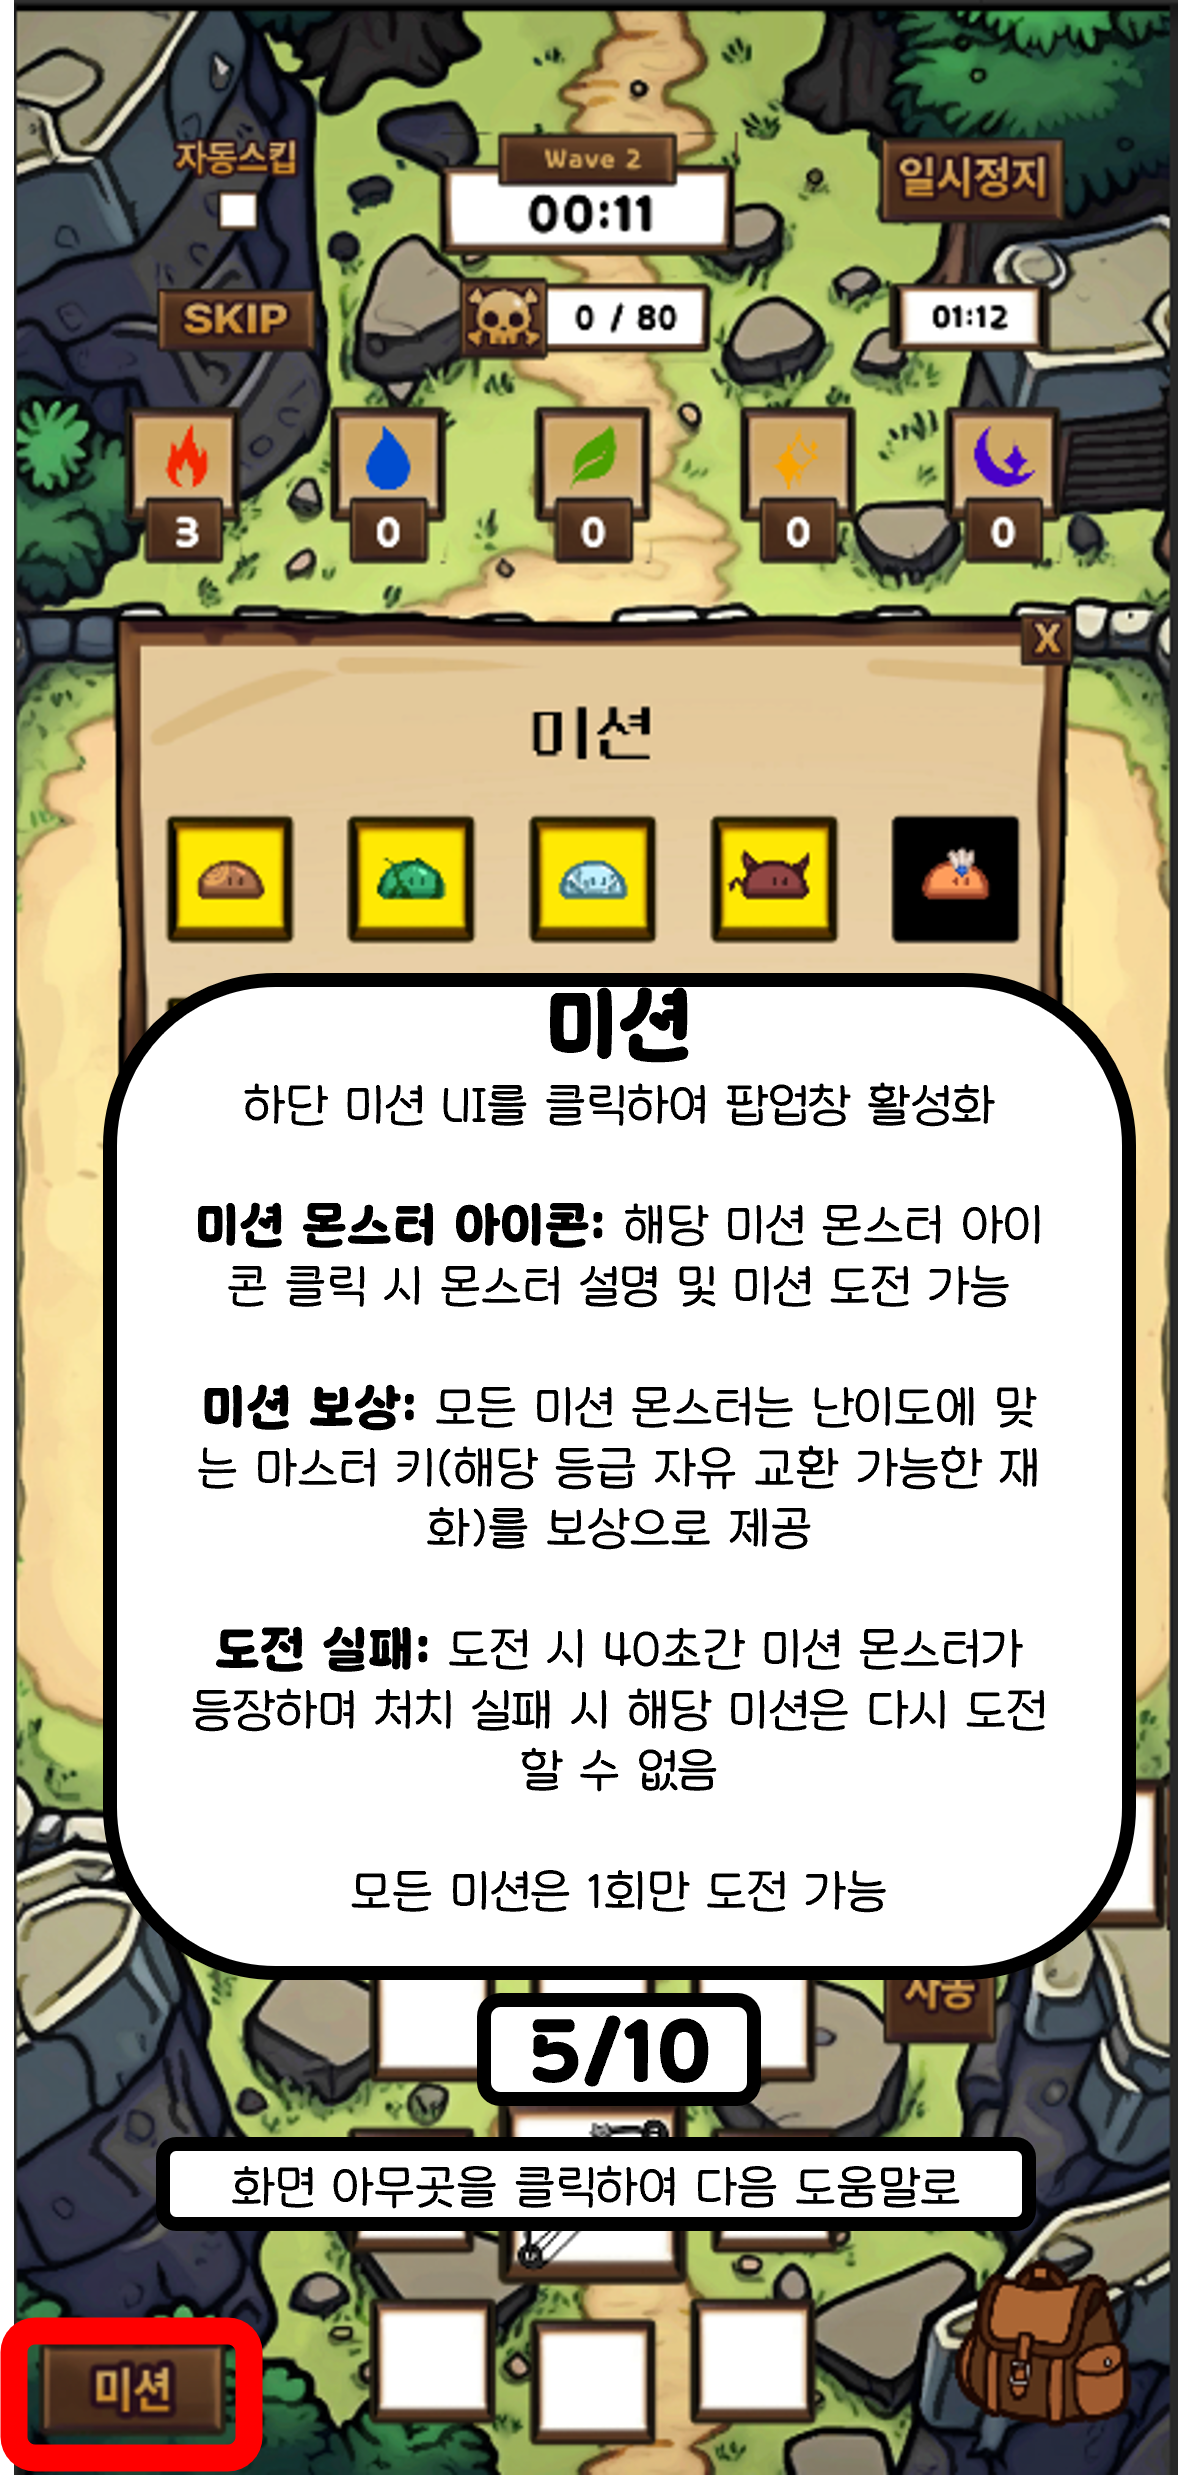 자동스킵
Wave 2
00:11
일시정지
SKIP
0 / 80
01:12
3
0
0
0
0
X
미션
미션
하단 미션 UI를 클릭하여 팝업창 활성화
미션 몬스터 아이콘: 해당 미션 몬스터 아이
콘 클릭 시 몬스터 설명 및 미션 도전 가능
미션 보상: 모든 미션 몬스터는 난이도에 맞
는 마스터 키(해당 등급 자유 교환 가능한 재
화)를 보상으로 제공
도전 실패: 도전 시 40초간 미션 몬스터가
등장하며 처치 실패 시 해당 미션은 다시 도전
할 수 없음
모든 미션은 1회만 도전 가능
5/10
화면 아무곳을 클릭하여 다음 도움말로
미션